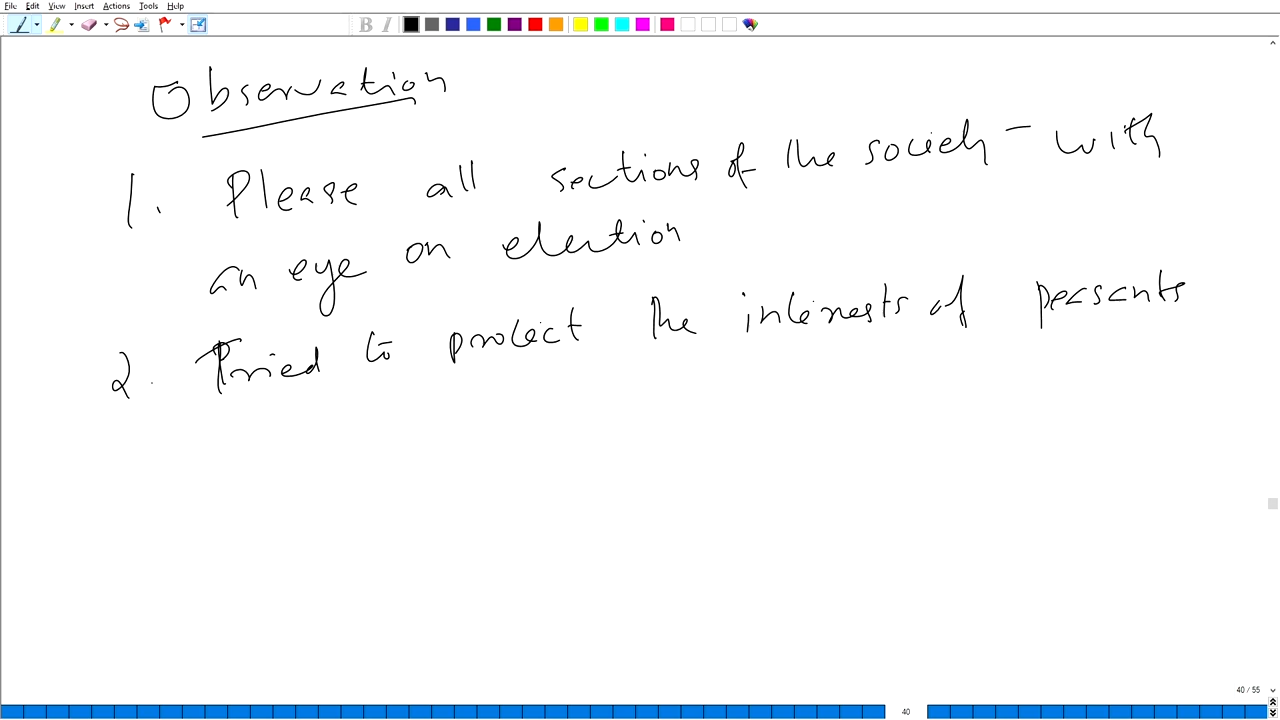 File Edit View Insert Actions Tools Help
B I
Observation
1. Please all sections of the society - with
an eye on election
2. Tried to protect the interests of peasants
40 / 55
40